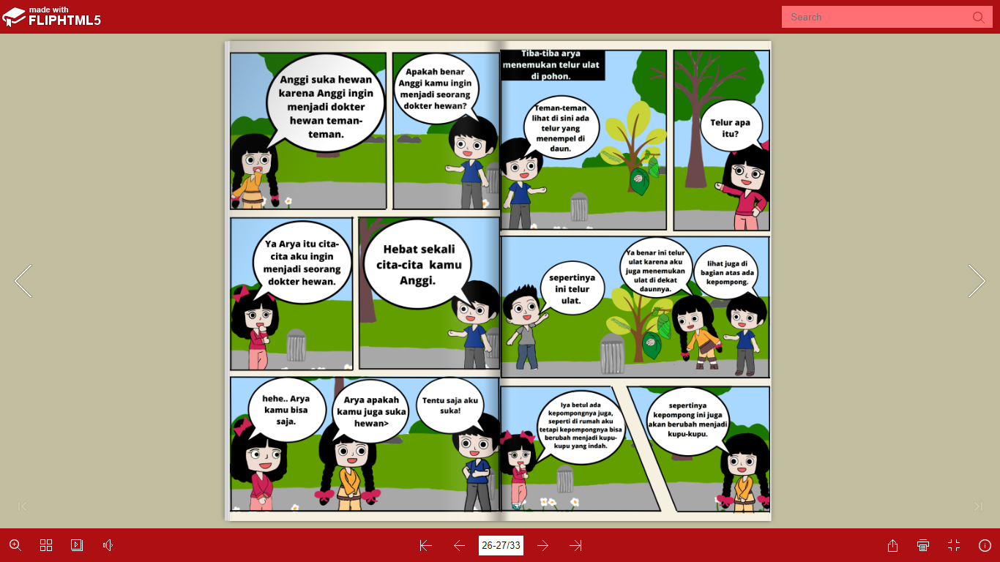 made with
FLIPHTML5
Search
Anggi suka hewan
karena Anggi ingin
menjadi dokter
hewan teman-
teman.
Apakah benar
Anggi kamu ingin
menjadi seorang
dokter hewan?
Ya Arya itu cita-
cita aku ingin
menjadi seorang
dokter hewan.
Hebat sekali
cita-cita kamu
Anggi.
hehe.. Arya
kamu bisa
saja.
Arya apakah
kamu juga suka
hewan>
Tentu saja aku
suka!
Tiba-tiba arya
menemukan telur ulat
di pohon.
Teman-teman
lihat di sini ada
telur yang
menempel di
daun.
Telur apa
itu?
sepertinya
ini telur
ulat.
Ya benar ini telur
ulat karena aku
juga menemukan
ulat di dekat
daunnya.
lihat juga di
bagian atas ada
kepompong.
Iya betul ada
kepompongnya juga,
seperti di rumah aku
tetapi kepompongnya bisa
berubah menjadi kupu-
kupu yang indah.
sepertinya
kepompong ini juga
akan berubah menjadi
kupu-kupu.
26-27/33